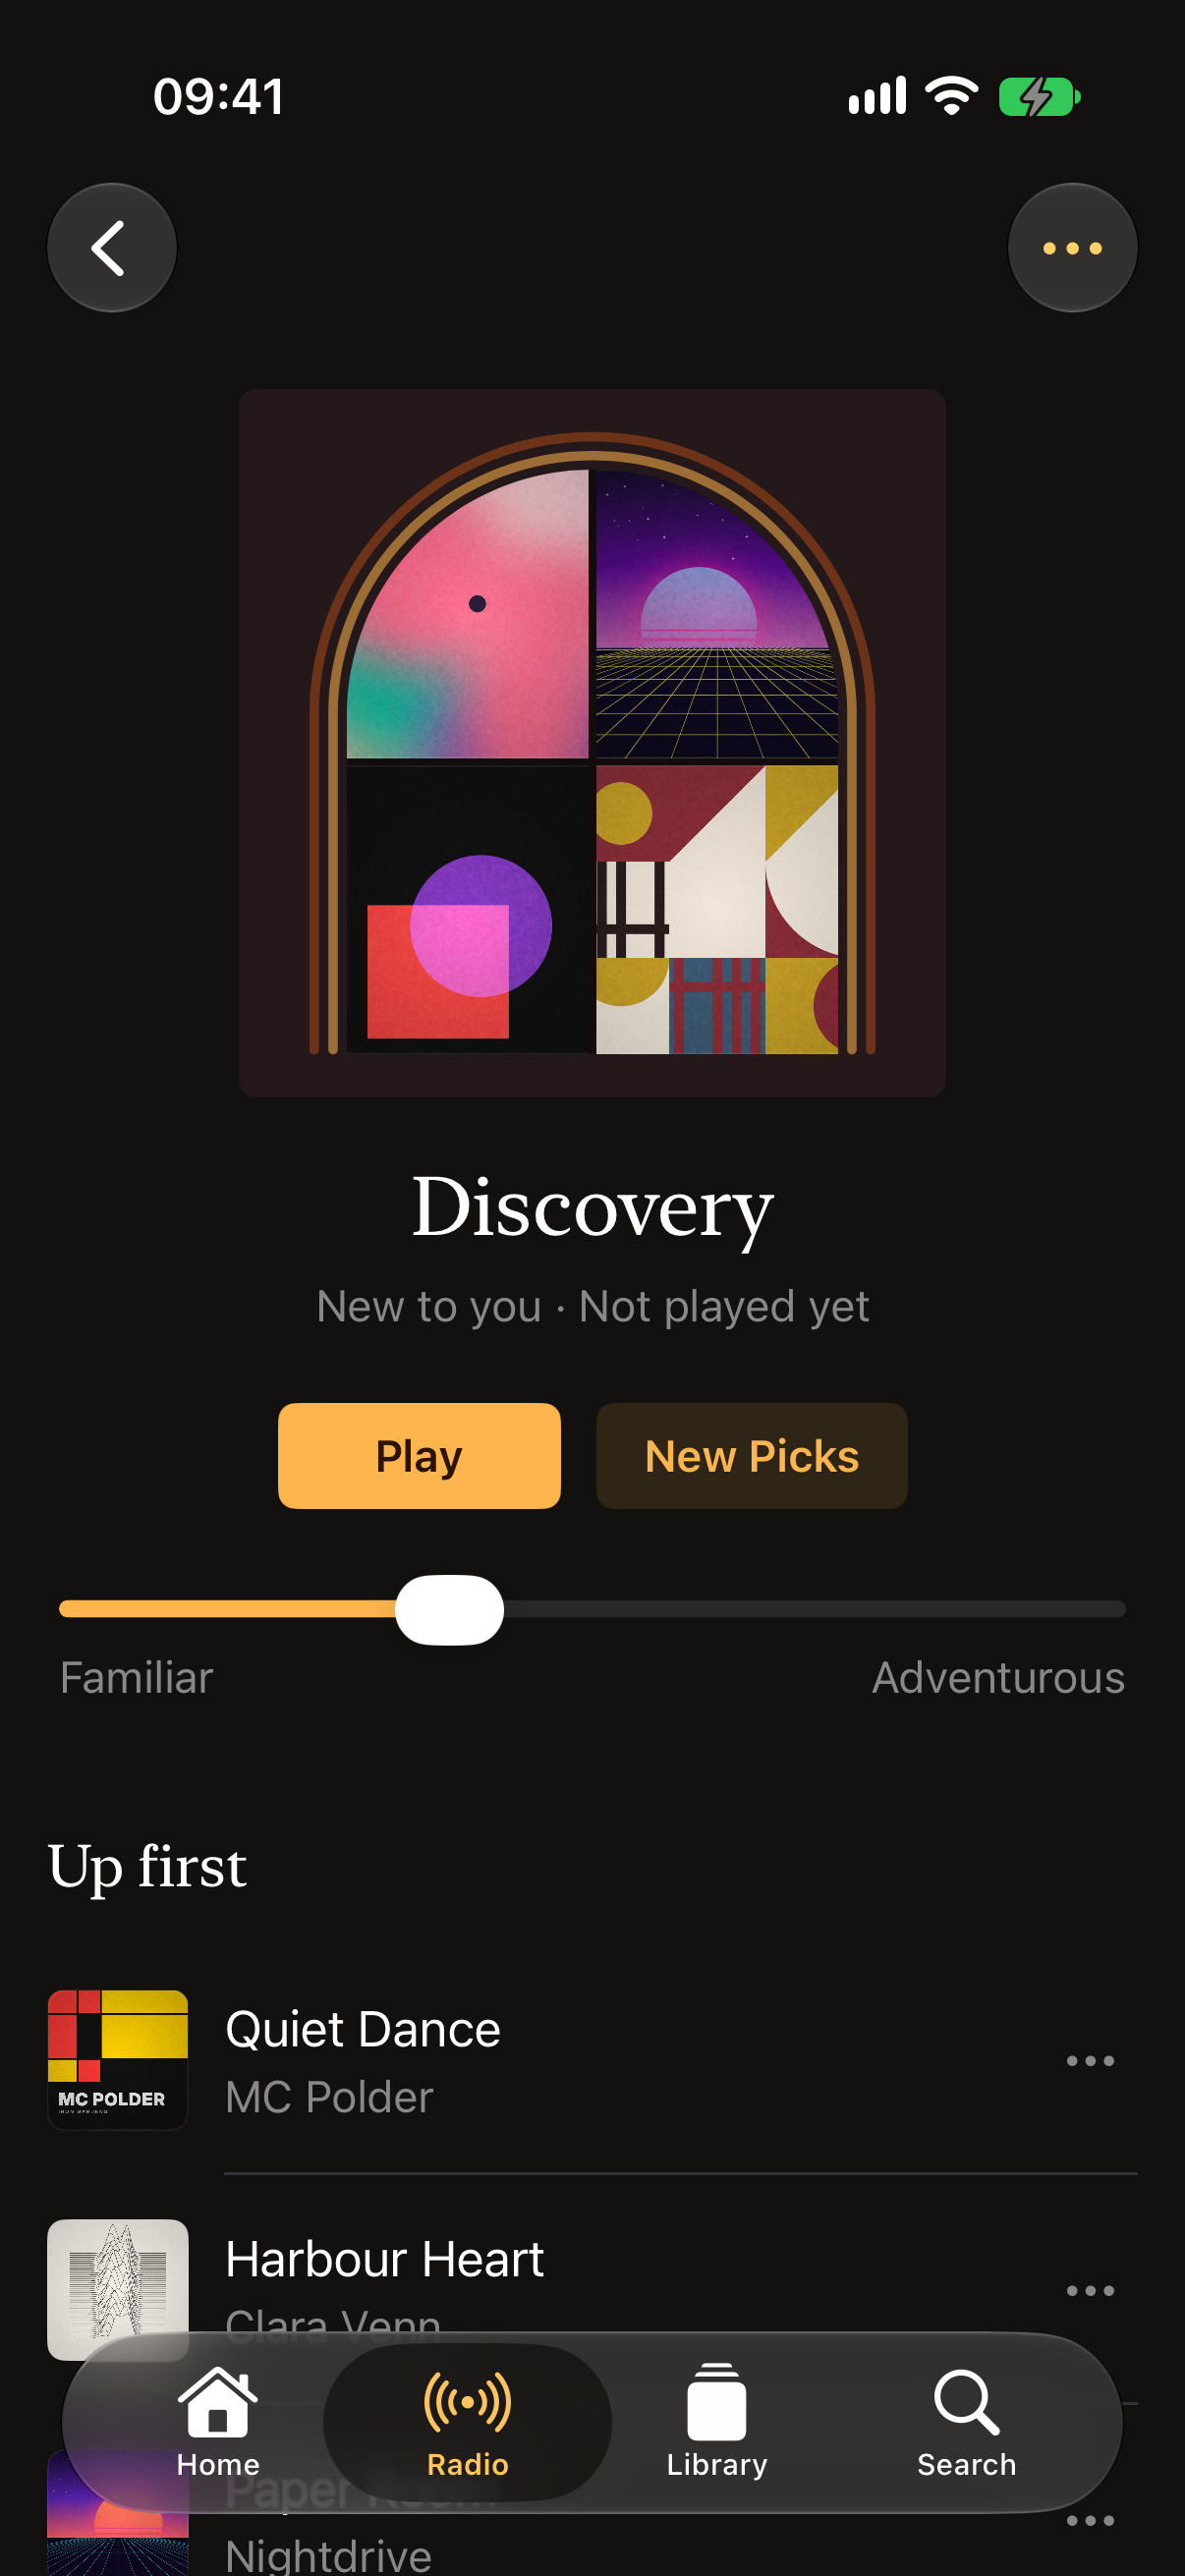 09:41
Discovery
New to you · Not played yet
Play
New Picks
Familiar
Adventurous
Up first
MC POLDER
Quiet Dance
MC Polder
Harbour Heart
Clara Venn
Paper
Nightdrive
Home
Radio
Library
Search